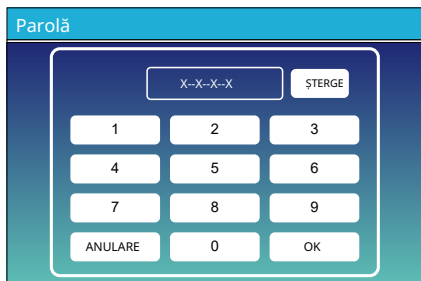 Parolă
X--X--X--X ȘTERGE
1 2 3
4 5 6
7 8 9
ANULARE 0 OK